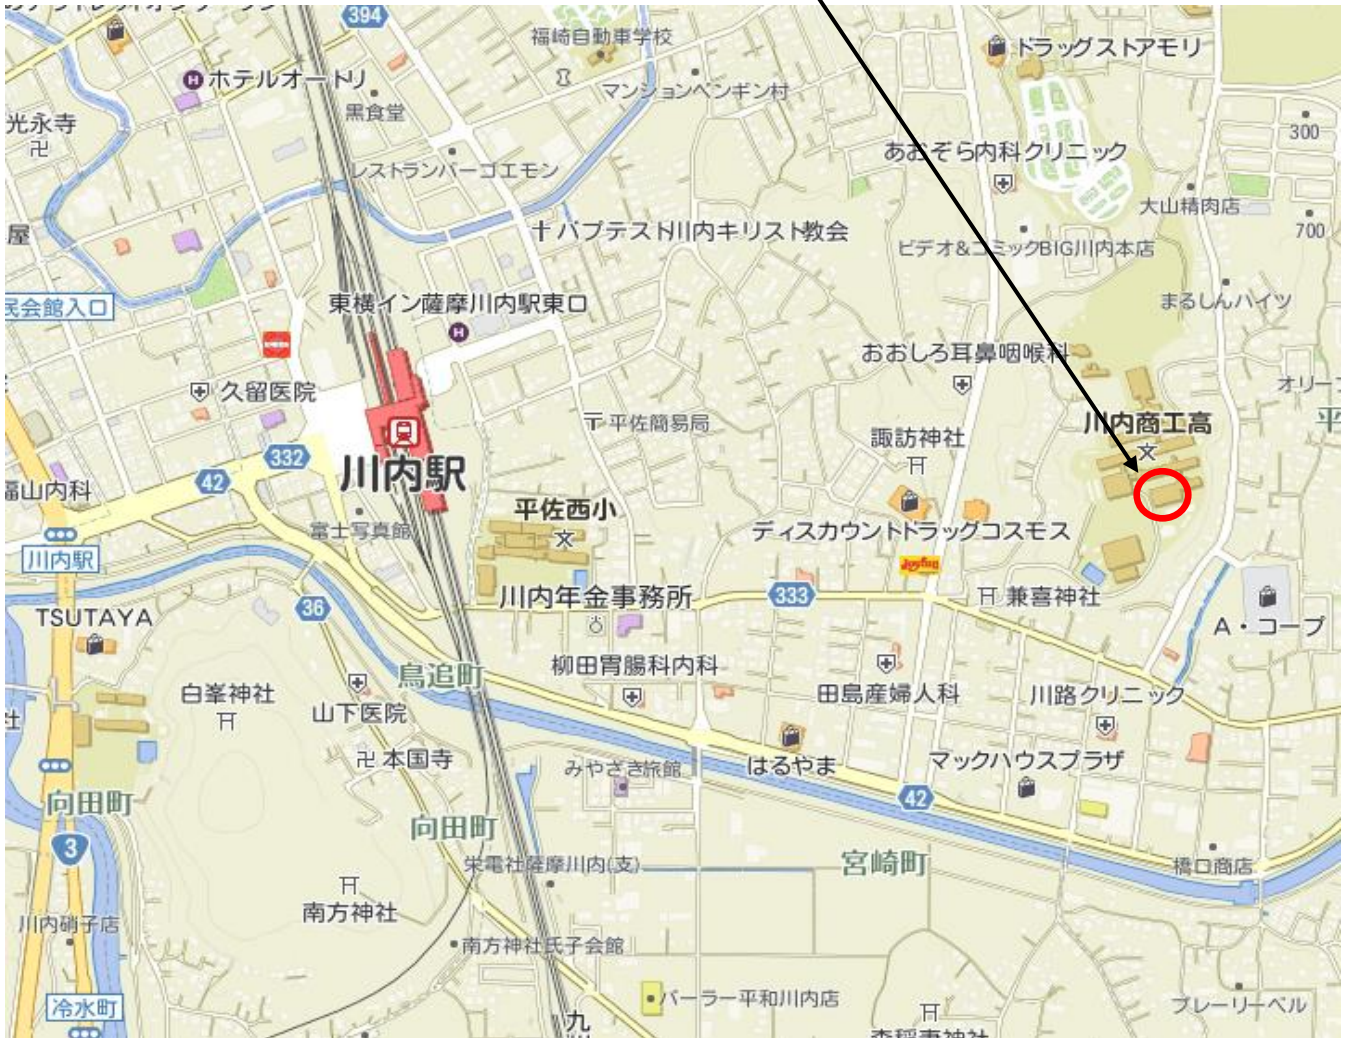 394
福崎自動車学校
ドラッグストアモリ
ホテルオートリ
マンションペンギン村
黒食堂
光永寺
300
あおぞら内科クリニック
レストランバーゴエモン
大山精肉店
バプテスト川内キリスト教会
700
屋
ビデオ&コミックBIG川内本店
民会館入口
東横イン薩摩川内駅東口
まるしんハイツ
おおしろ耳鼻咽喉科
久留医院
オリーブ
平佐簡易局
川内商工高
平
諏訪神社
332
川内駅
42
福山内科
平佐西小
富士写真館
ディスカウントドラッグコスモス
川内駅
川内年金事務所
333
兼喜神社
36
TSUTAYA
A・コープ
柳田胃腸科内科
鳥追町
白峯神社
田島産婦人科
川路クリニック
山下医院
社
本国寺
みやざき旅館
はるやま
マックハウスプラザ
向田町
42
向田町
3
栄電社薩摩川内(支)
宮崎町
橋口商店
南方神社
川内硝子店
南方神社氏子会館
パーラー平和川内店
冷水町
ブレーリーベル
九